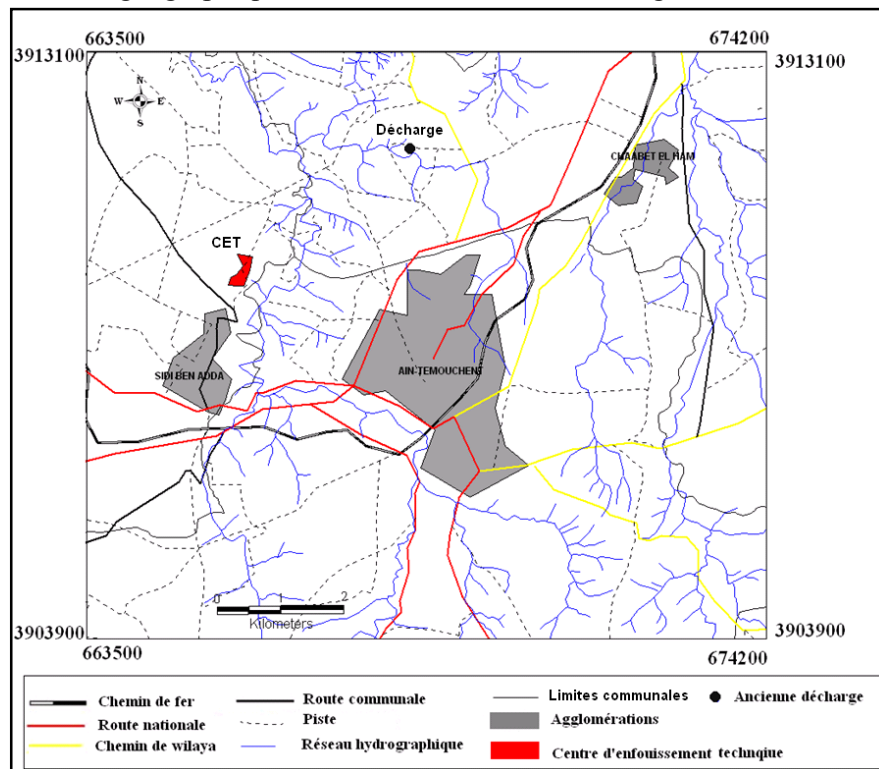 663500 674200
3913100 3913100
N
W E
S
Décharge
CHAABET EL HAM
CET
SIDI BEN ADDA
AIN-TEMOUCHENT
0 1 2
Kilometers
3903900 3903900
663500 674200
Chemin de fer Route communale Limites communales Ancienne décharge
Route nationale Piste Agglomérations
Chemin de wilaya Réseau hydrographique Centre d'enfouissement technqiue